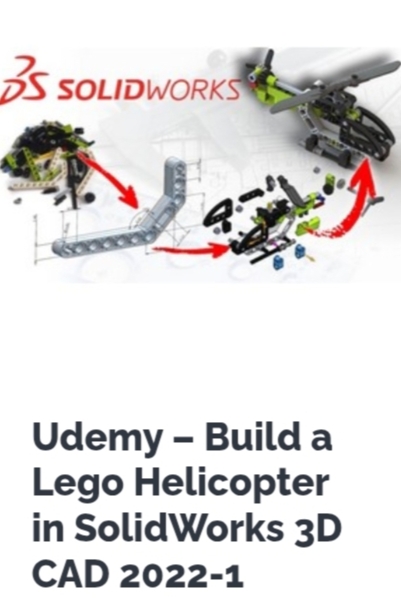 SOLIDWORKS
Udemy – Build a
Lego Helicopter
in SolidWorks 3D
CAD 2022-1